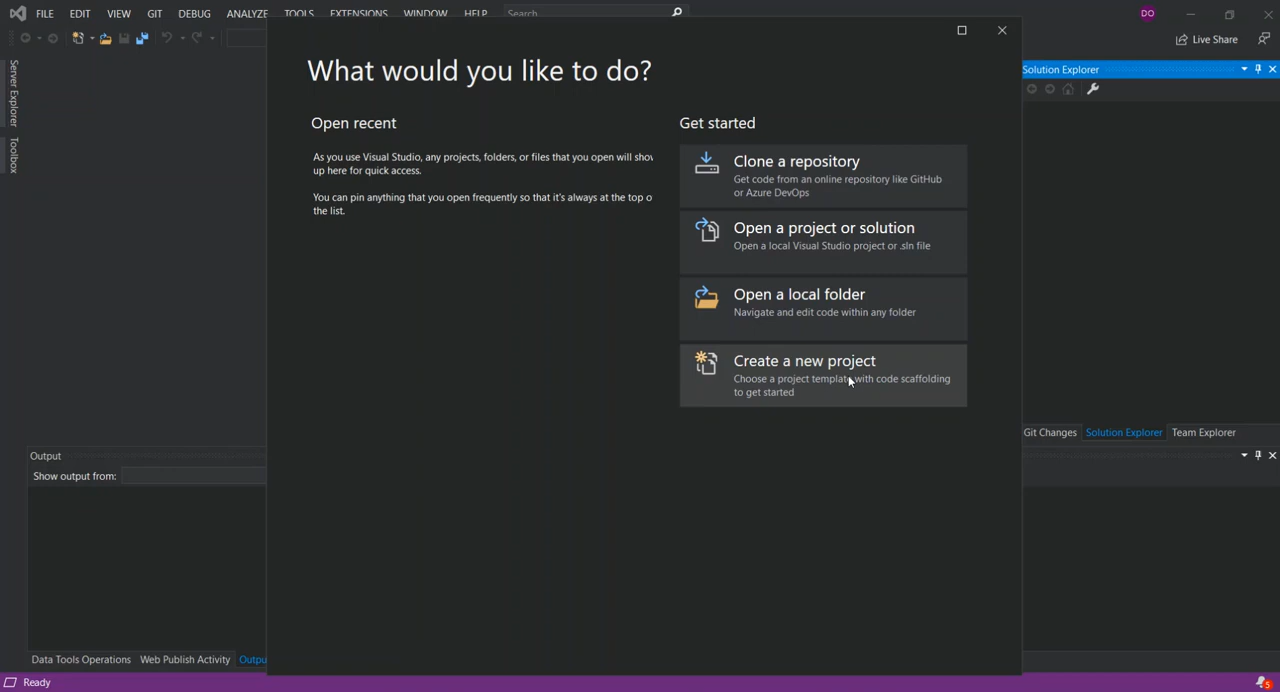 FILE EDIT VIEW GIT DEBUG ANALYZE TOOLS EXTENSIONS WINDOW HELP Search DO
Live Share
Server Explorer
Toolbox
What would you like to do?
Open recent
As you use Visual Studio, any projects, folders, or files that you open will show
up here for quick access.
You can pin anything that you open frequently so that it's always at the top o
the list.
Get started
Clone a repository
Get code from an online repository like GitHub
or Azure DevOps
Open a project or solution
Open a local Visual Studio project or .sln file
Open a local folder
Navigate and edit code within any folder
Create a new project
Choose a project template with code scaffolding
to get started
Solution Explorer
Git Changes Solution Explorer Team Explorer
Output
Show output from:
Data Tools Operations Web Publish Activity Outpu
Ready
5